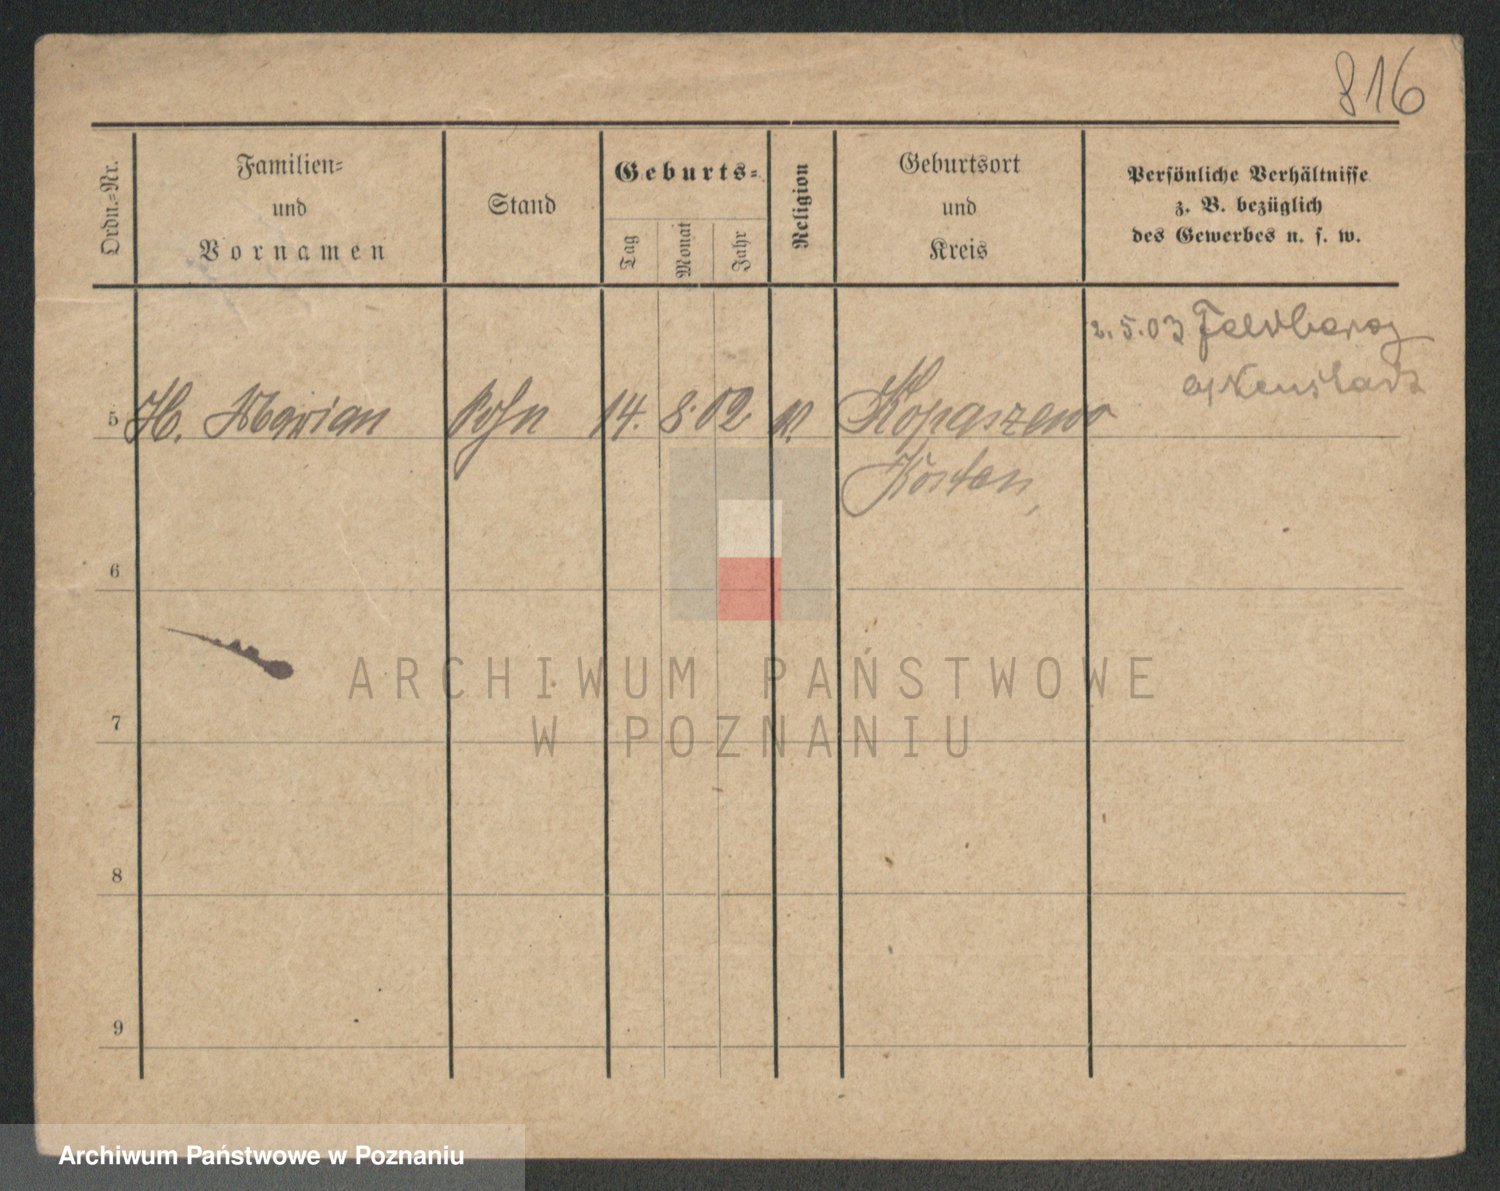 816
Ordn.-Nr.
Familien-
und
Vornamen
Stand
Geburts-
Tag
Monat
Jahr
Religion
Geburtsort
und
Kreis
Persönliche Verhältnisse
z. B. bezüglich
des Gewerbes u. s. w.
2. 5. 03 Feldberg
5 H. Marian Sohn 14. 8. 02. Kopaszewo
Kosten,
6
7
8
9
ARCHIWUM PAŃSTWOWE
W POZNANIU
Archiwum Państwowe w Poznaniu